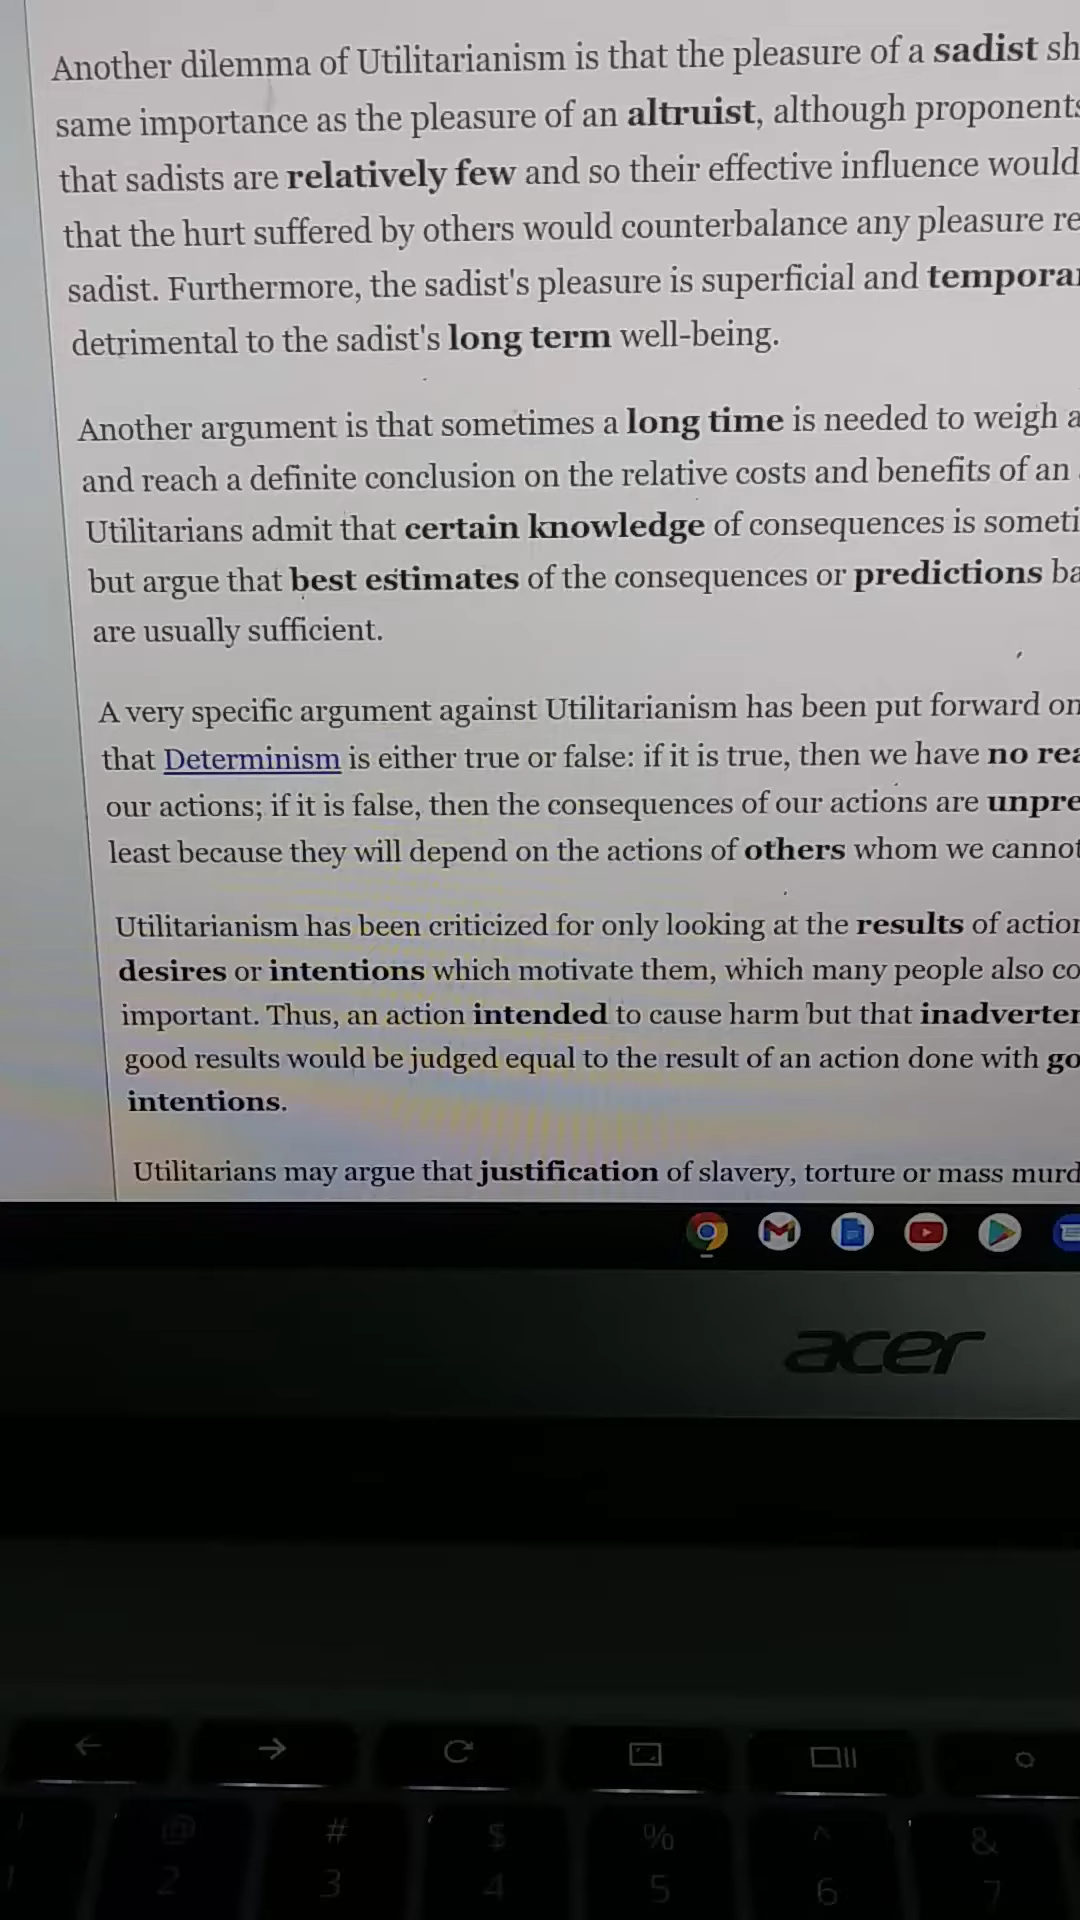 Another dilemma of Utilitarianism is that the pleasure of a sadist sh
same importance as the pleasure of an altruist, although proponents
that sadists are relatively few and so their effective influence would
that the hurt suffered by others would counterbalance any pleasure re
sadist. Furthermore, the sadist's pleasure is superficial and temporar
detrimental to the sadist's long term well-being.
Another argument is that sometimes a long time is needed to weigh a
and reach a definite conclusion on the relative costs and benefits of an
Utilitarians admit that certain knowledge of consequences is someti
but argue that best estimates of the consequences or predictions ba
are usually sufficient.
A very specific argument against Utilitarianism has been put forward on
that Determinism is either true or false: if it is true, then we have no rea
our actions; if it is false, then the consequences of our actions are unpre
least because they will depend on the actions of others whom we cannot
Utilitarianism has been criticized for only looking at the results of action
desires or intentions which motivate them, which many people also co
important. Thus, an action intended to cause harm but that inadverten
good results would be judged equal to the result of an action done with go
intentions.
Utilitarians may argue that justification of slavery, torture or mass murd
acer
@ # $ % ^ &
1 2 3 4 5 6 7